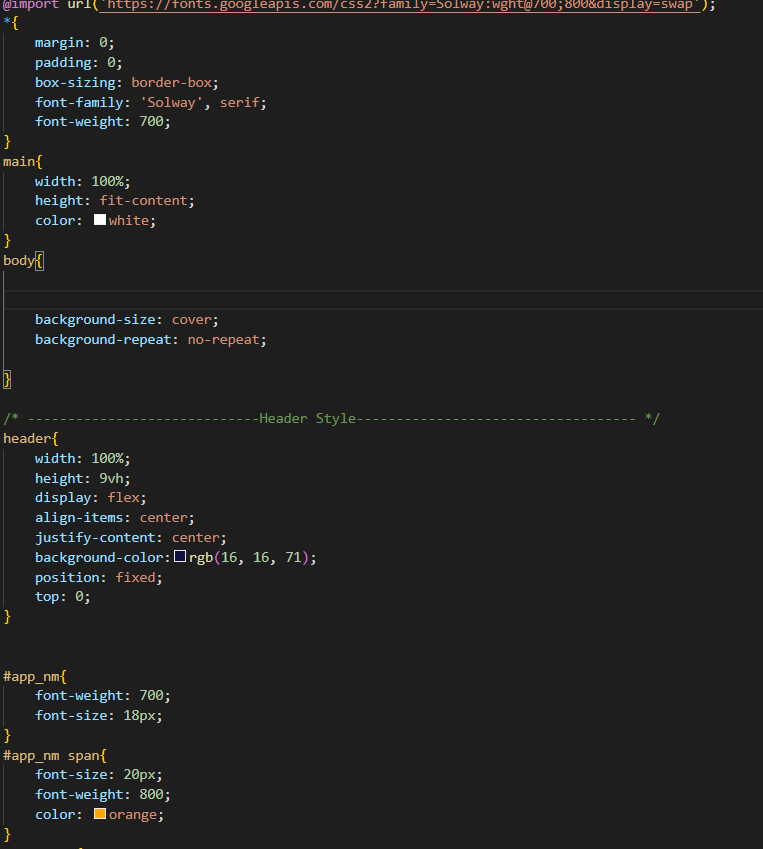 @import url('https://fonts.googleapis.com/css2?family=Solway:wght@700;800&display=swap');
*{
    margin: 0;
    padding: 0;
    box-sizing: border-box;
    font-family: 'Solway', serif;
    font-weight: 700;
}
main{
    width: 100%;
    height: fit-content;
    color: white;
}
body{
    background-size: cover;
    background-repeat: no-repeat;
}
/* -----------------------------Header Style----------------------------------- */
header{
    width: 100%;
    height: 9vh;
    display: flex;
    align-items: center;
    justify-content: center;
    background-color: rgb(16, 16, 71);
    position: fixed;
    top: 0;
}
#app_nm{
    font-weight: 700;
    font-size: 18px;
}
#app_nm span{
    font-size: 20px;
    font-weight: 800;
    color: orange;
}